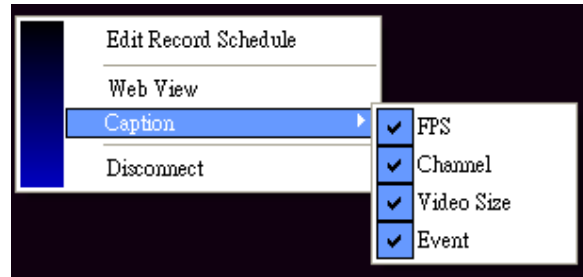 Edit Record Schedule
Web View
Caption
Disconnect
FPS
Channel
Video Size
Event